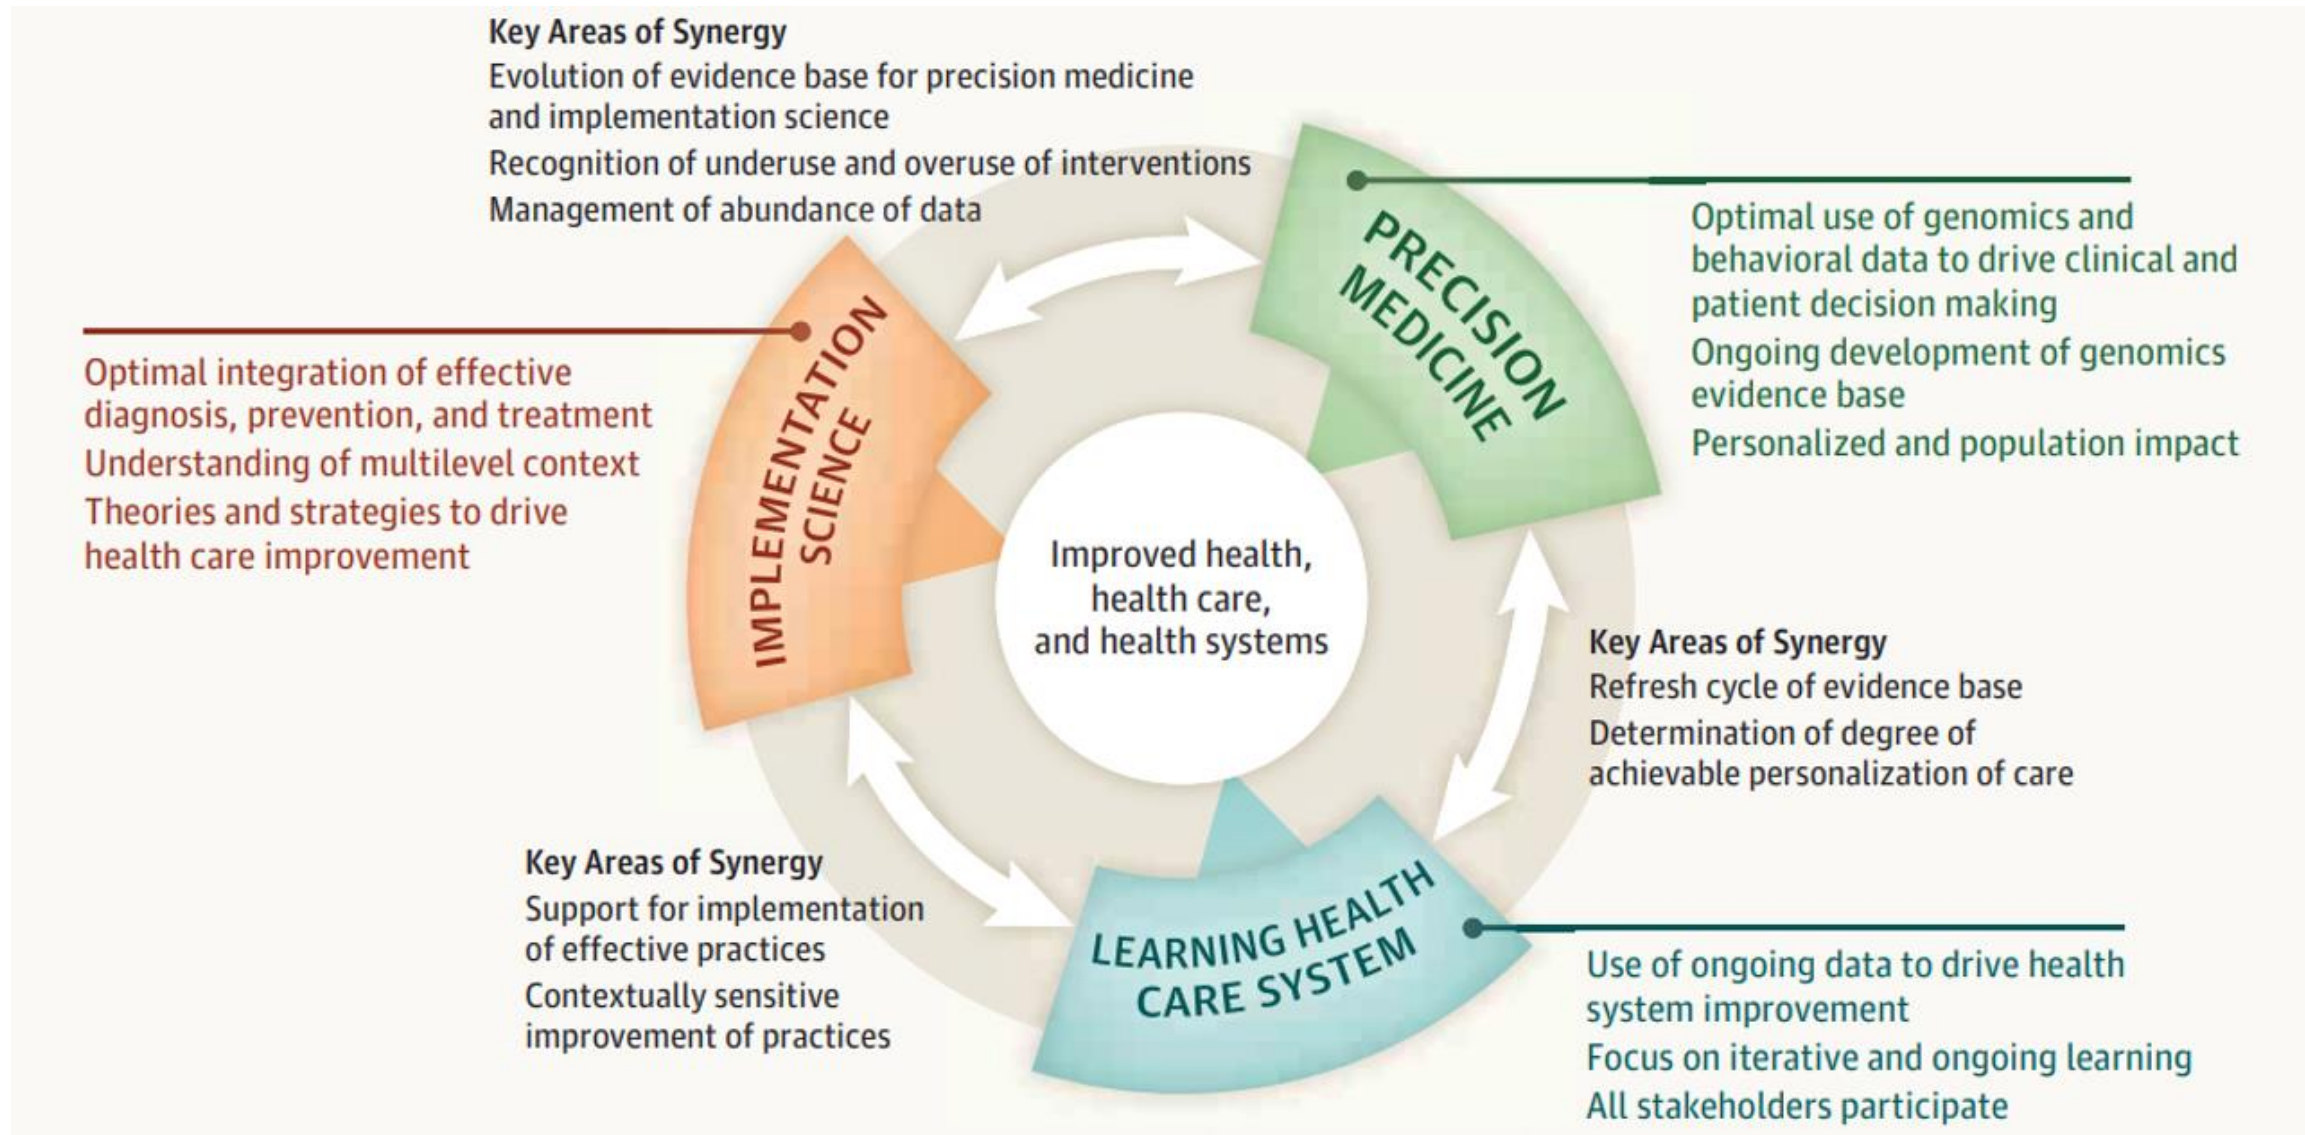 Key Areas of Synergy
Evolution of evidence base for precision medicine
and implementation science
Recognition of underuse and overuse of interventions
Management of abundance of data
PRECISION
MEDICINE
Optimal use of genomics and
behavioral data to drive clinical and
patient decision making
Ongoing development of genomics
evidence base
Personalized and population impact
IMPLEMENTATION
SCIENCE
Optimal integration of effective
diagnosis, prevention, and treatment
Understanding of multilevel context
Theories and strategies to drive
health care improvement
Improved health,
health care,
and health systems
Key Areas of Synergy
Refresh cycle of evidence base
Determination of degree of
achievable personalization of care
Key Areas of Synergy
Support for implementation
of effective practices
Contextually sensitive
improvement of practices
LEARNING HEALTH
CARE SYSTEM
Use of ongoing data to drive health
system improvement
Focus on iterative and ongoing learning
All stakeholders participate